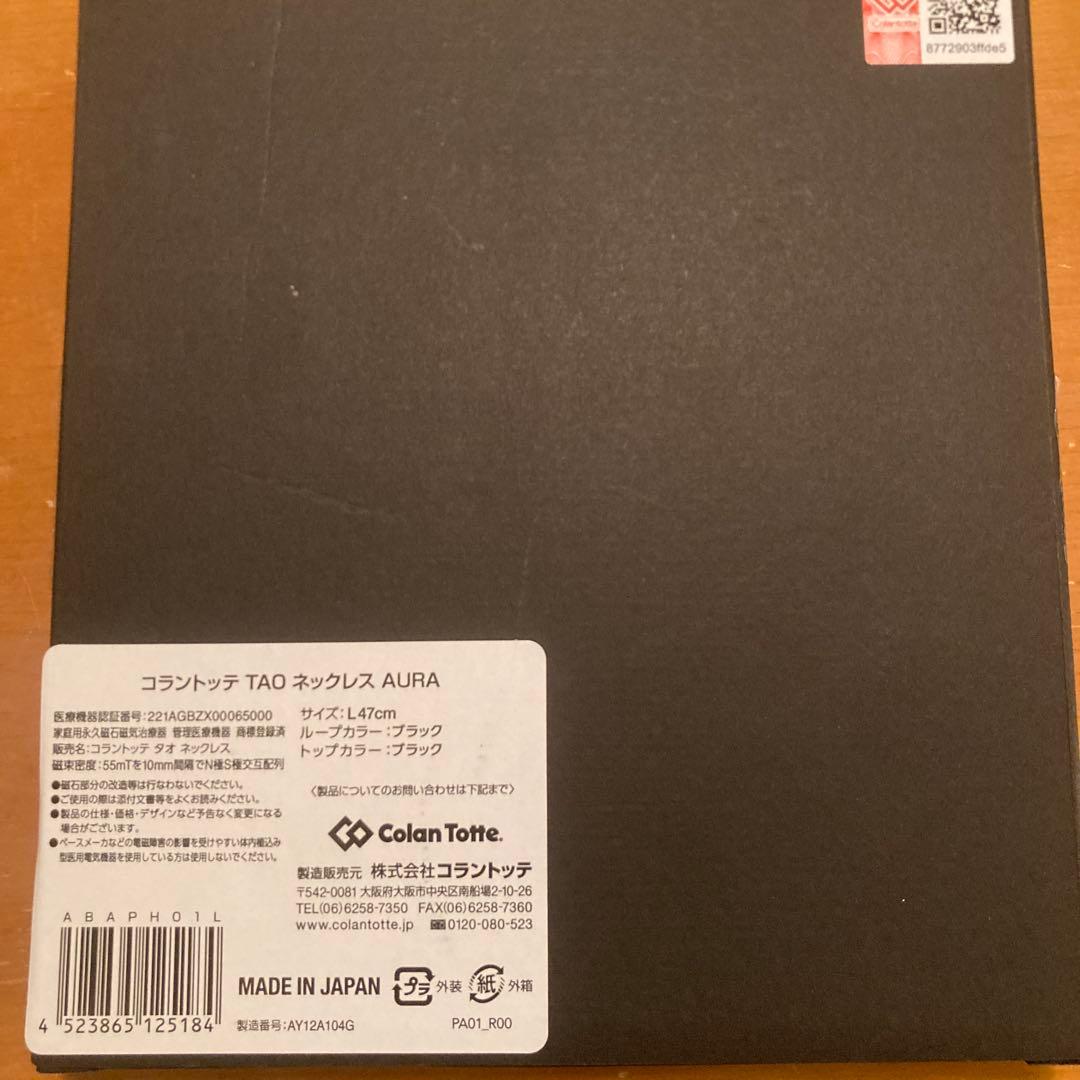 Colantotte
8772903ffde5
コラントッテ TAO ネックレス AURA
医療機器認証番号:221AGBZX00065000
家庭用永久磁石磁気治療器 管理医療機器 商標登録済
販売名:コラントッテ タオ ネックレス
磁束密度:55mTを10mm間隔でN極S極交互配列
●磁石部分の改造等は行なわないでください。
●ご使用の際は添付文書等をよくお読みください。
●製品の仕様・価格・デザインなど予告なく変更になる
場合がございます。
●ペースメーカなどの電磁障害の影響を受けやすい体内植込み
型医用電気機器を使用している方は使用しないでください。
サイズ:L47cm
ループカラー:ブラック
トップカラー:ブラック
〈製品についてのお問い合わせは下記まで〉
Colan Totte.
製造販売元 株式会社コラントッテ
〒542-0081 大阪府大阪市中央区南船場2-10-26
TEL(06)6258-7350 FAX(06)6258-7360
www.colantotte.jp 0120-080-523
ABAPH01L
4 523865 125184
MADE IN JAPAN プラ 外装 紙 外箱
製造番号:AY12A104G PA01_R00